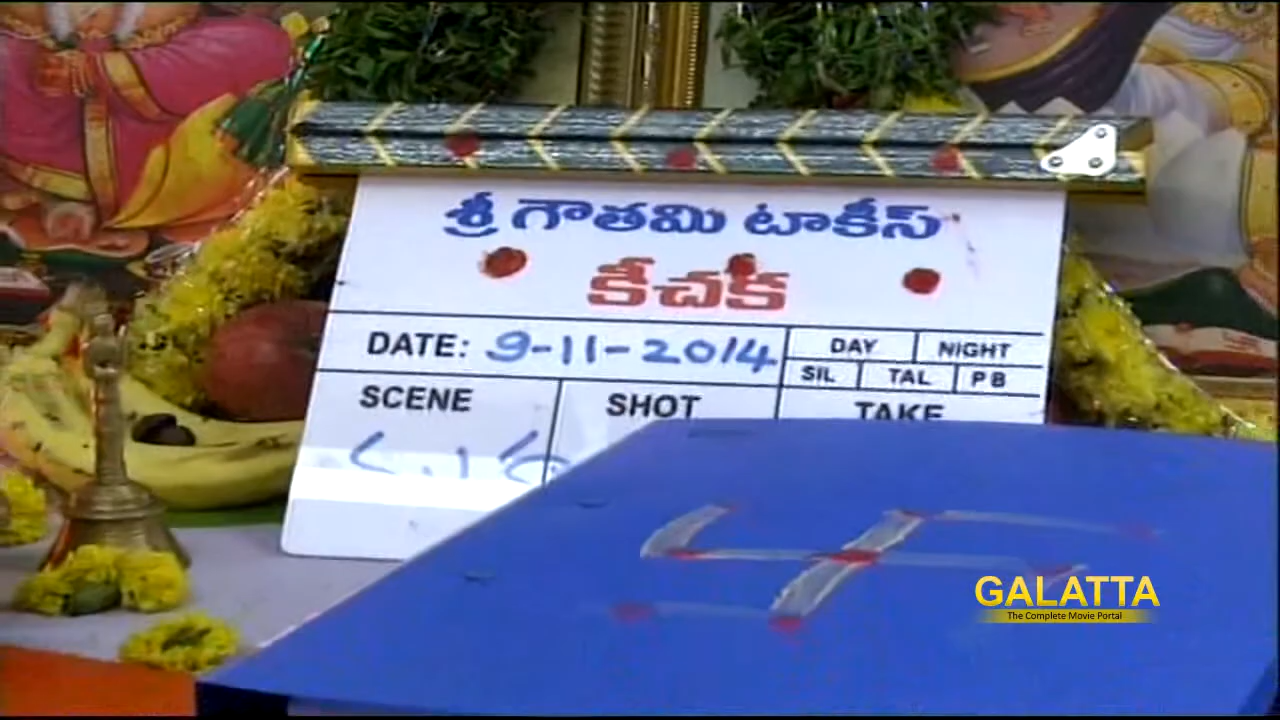 శ్రీ గౌతమి టాకీస్
కీచక
DATE: 9-11-2014
DAY NIGHT
SIL TAL PB
SCENE SHOT TAKE
GALATTA
The Complete Movie Portal